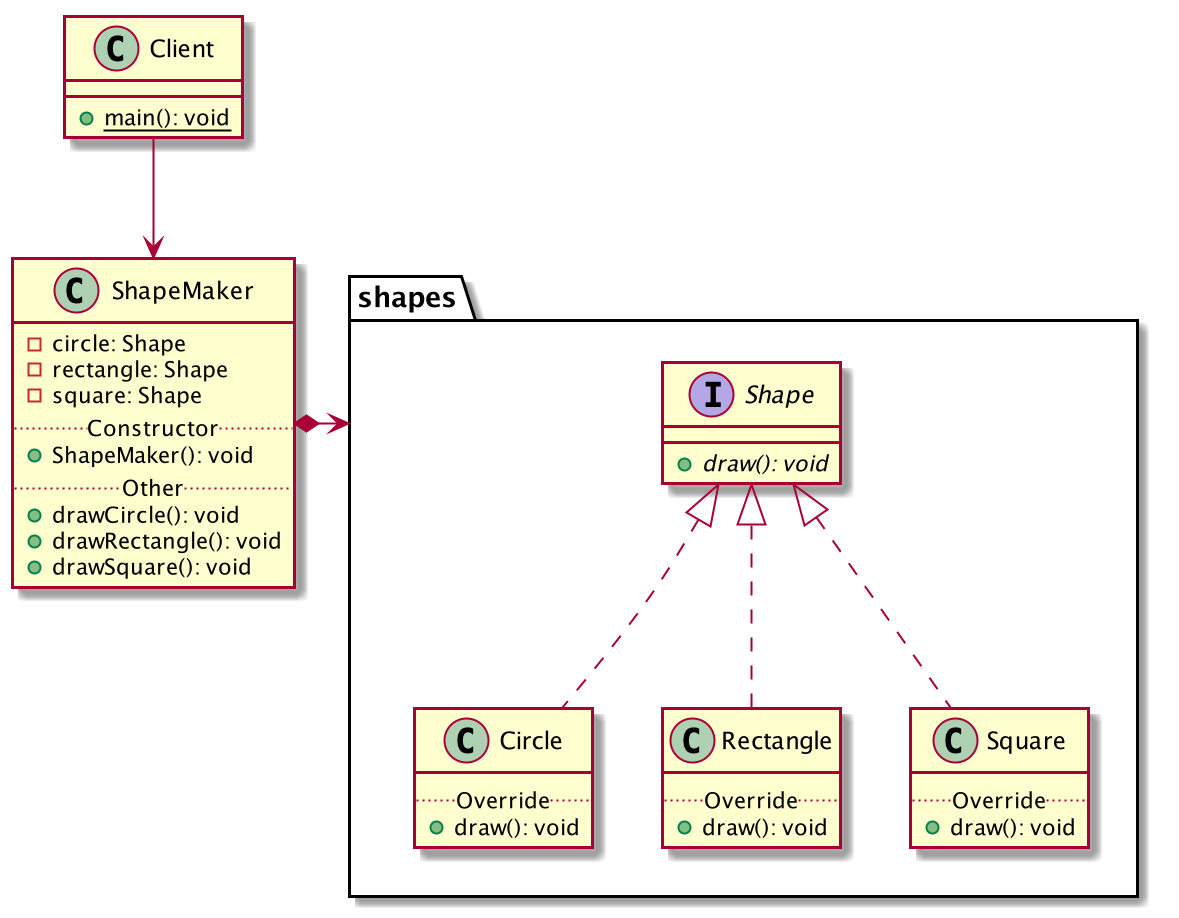 C Client
main(): void
C ShapeMaker
circle: Shape
rectangle: Shape
square: Shape
Constructor
ShapeMaker(): void
Other
drawCircle(): void
drawRectangle(): void
drawSquare(): void
shapes
I Shape
draw(): void
C Circle
Override
draw(): void
C Rectangle
Override
draw(): void
C Square
Override
draw(): void